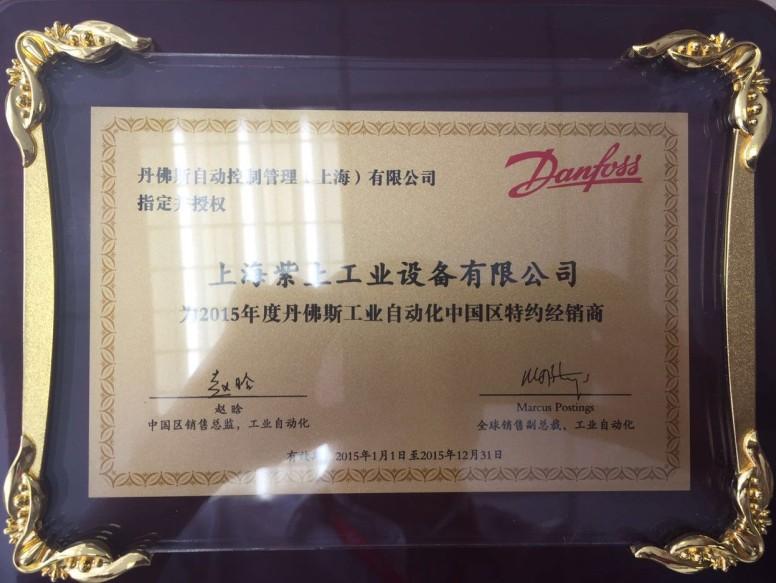 丹佛斯自动控制管理（上海）有限公司
指定并授权
Danfoss
上海紫上工业设备有限公司
为2015年度丹佛斯工业自动化中国区特约经销商
赵晗
中国区销售总监，工业自动化
Marcus Postings
全球销售副总裁、工业自动化
有效期：2015年1月1日至2015年12月31日